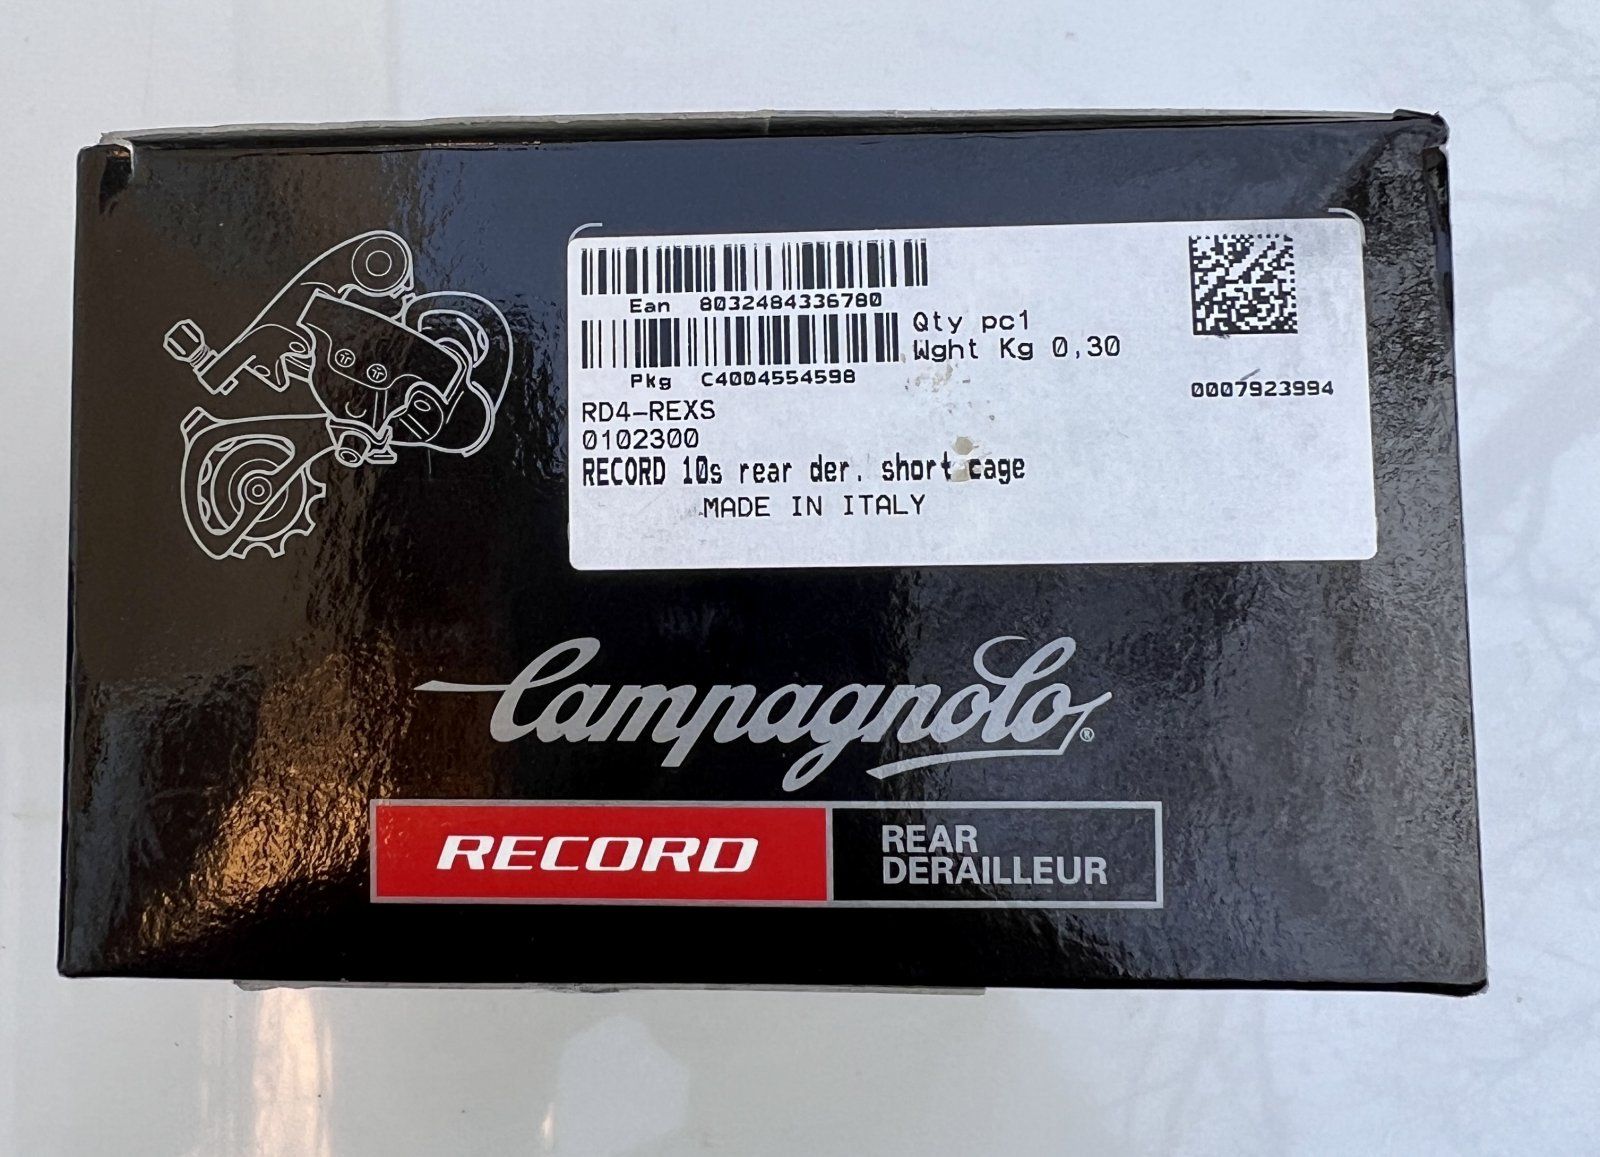 Ean 8032484336780
Qty pc1
Wght Kg 0,30
Pkg C4004554598
0007923994
RD4-REXS
0102300
RECORD 10s rear der. short cage
MADE IN ITALY
Campagnolo®
RECORD
REAR
DERAILLEUR